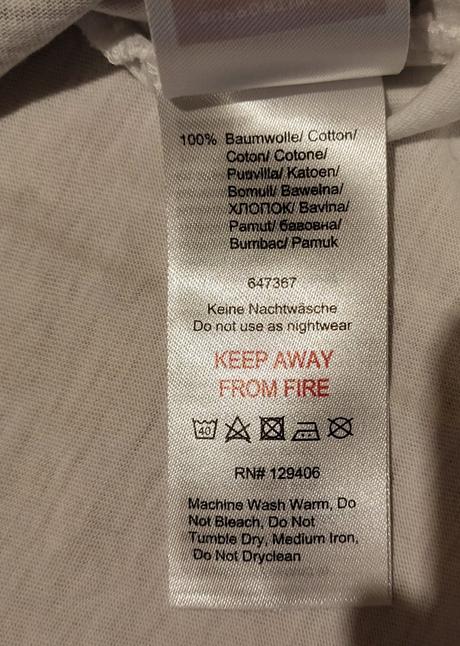 100% Baumwolle/ Cotton/
Coton/ Cotone/
Puuvilla/ Katoen/
Bomull/ Baweina/
ХЛОПОК/ Bavina/
Pamut/ бавовна/
Bumbac/ Pamuk
647367
Keine Nachtwäsche
Do not use as nightwear
KEEP AWAY
FROM FIRE
40
RN# 129406
Machine Wash Warm, Do
Not Bleach, Do Not
Tumble Dry, Medium Iron,
Do Not Dryclean